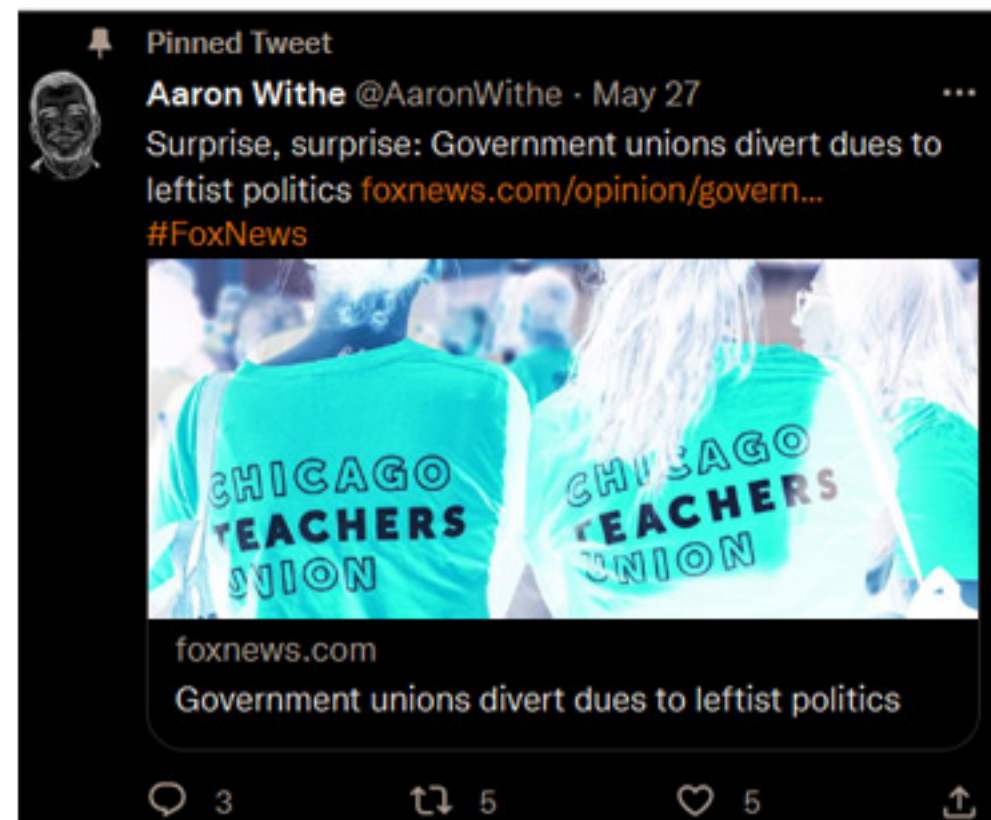 Pinned Tweet
Aaron Withe @AaronWithe · May 27
Surprise, surprise: Government unions divert dues to
leftist politics foxnews.com/opinion/govern...
#FoxNews
CHICAGO
TEACHERS
UNION
CHICAGO
TEACHERS
UNION
foxnews.com
Government unions divert dues to leftist politics
3 5 5